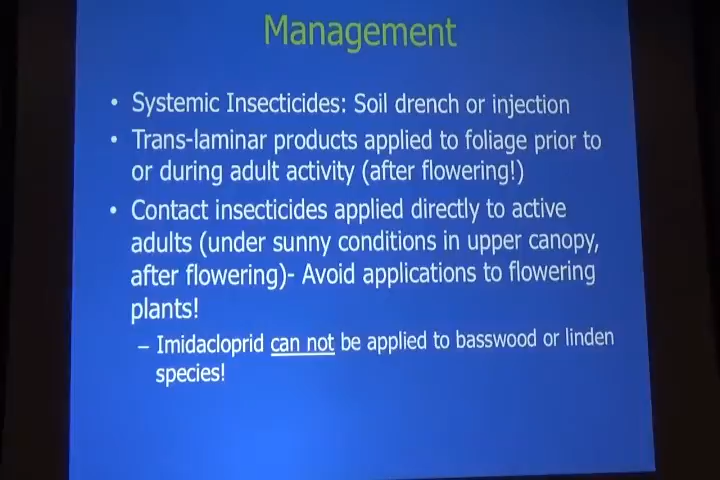 Management
• Systemic Insecticides: Soil drench or injection
• Trans-laminar products applied to foliage prior to
or during adult activity (after flowering!)
• Contact insecticides applied directly to active
adults (under sunny conditions in upper canopy,
after flowering)- Avoid applications to flowering
plants!
– Imidacloprid can not be applied to basswood or linden
species!